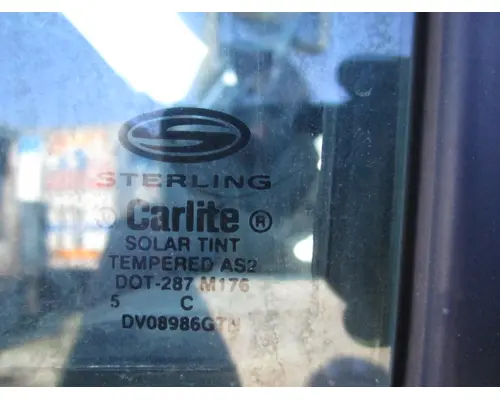 S
STERLING
Carlite ®
SOLAR TINT
TEMPERED AS2
DOT-287 M176
5 C